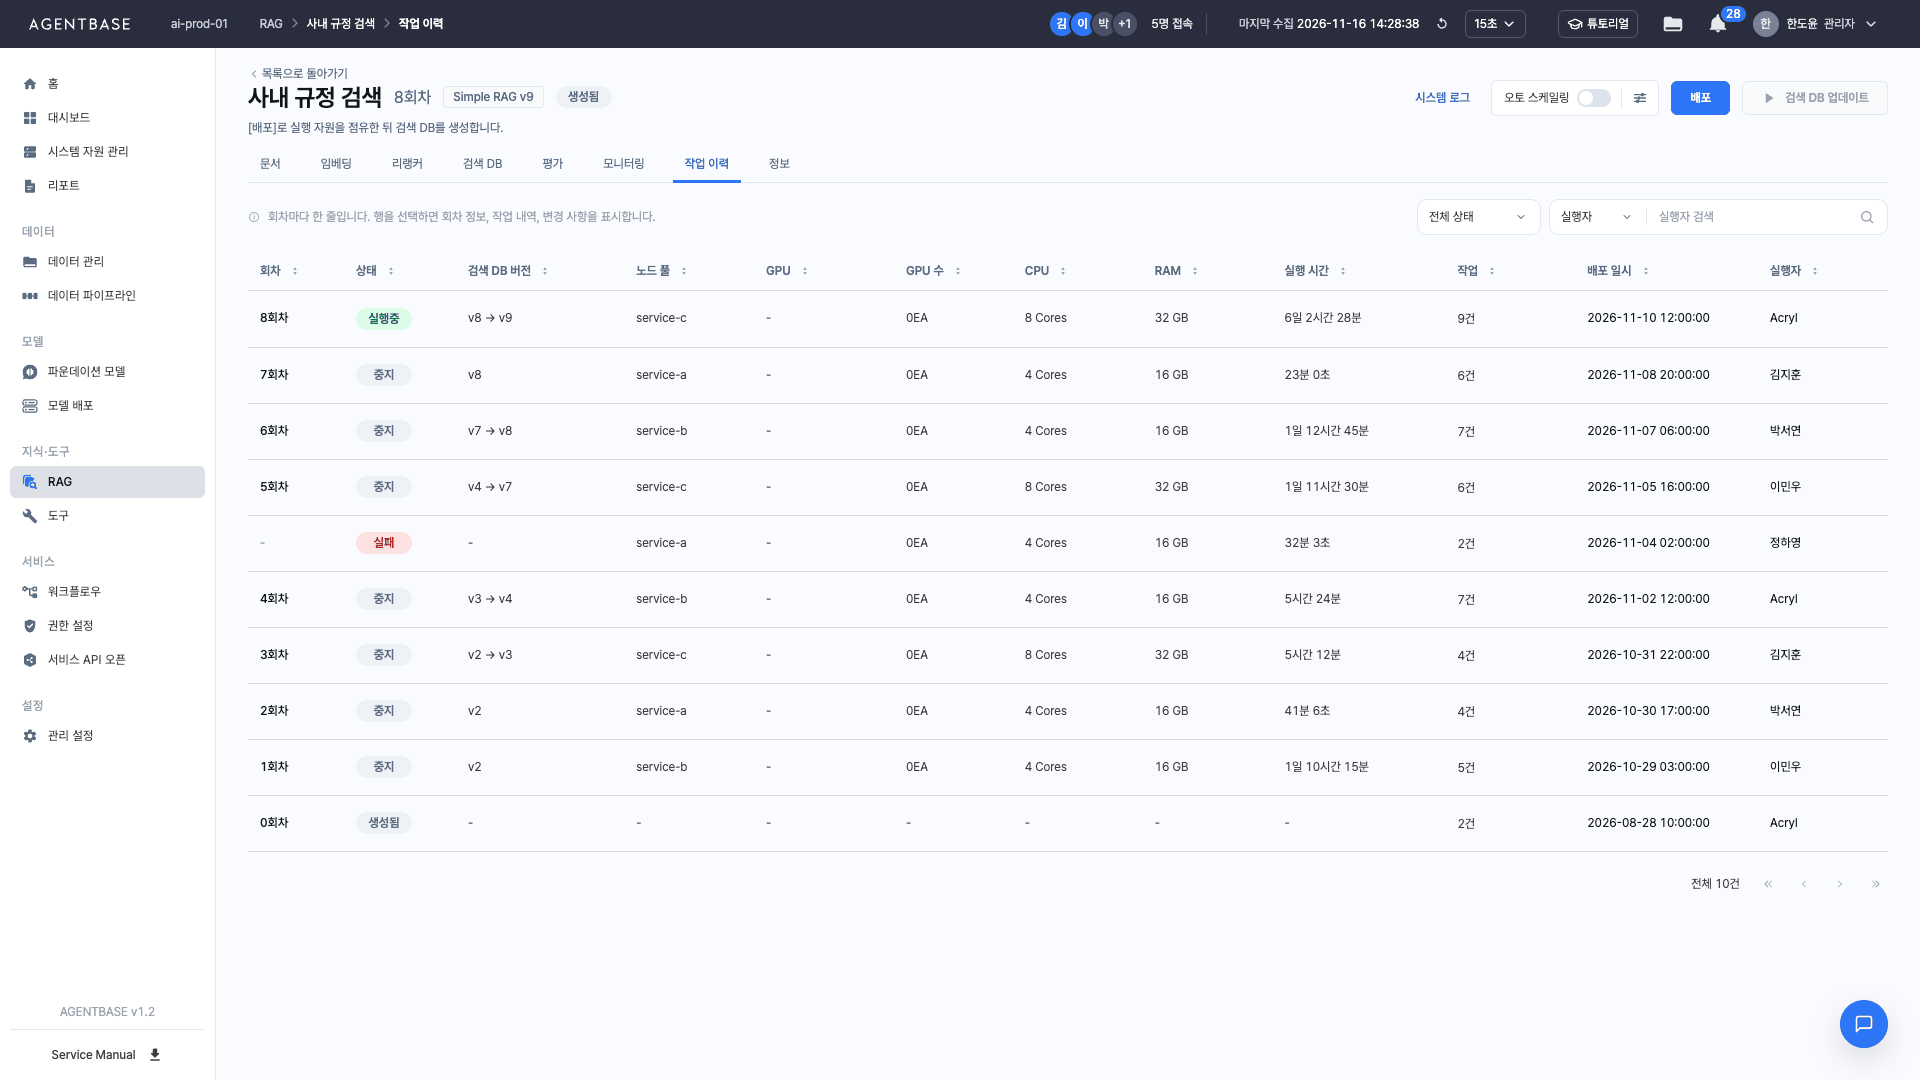 AGENTBASE
ai-prod-01
RAG
사내 규정 검색
작업 이력
김
이
박
+1
5명 접속
마지막 수집 2026-11-16 14:28:38
15초
튜토리얼
28
한
한도윤 관리자
홈
대시보드
시스템 자원 관리
리포트
데이터
데이터 관리
데이터 파이프라인
모델
파운데이션 모델
모델 배포
지식·도구
RAG
도구
서비스
워크플로우
권한 설정
서비스 API 오픈
설정
관리 설정
AGENTBASE v1.2
Service Manual
목록으로 돌아가기
사내 규정 검색 8회차 Simple RAG v9 생성됨
[배포]로 실행 자원을 점유한 뒤 검색 DB를 생성합니다.
시스템 로그
오토 스케일링
배포
검색 DB 업데이트
문서 임베딩 리랭커 검색 DB 평가 모니터링 작업 이력 정보
회차마다 한 줄입니다. 행을 선택하면 회차 정보, 작업 내역, 변경 사항을 표시합니다.
전체 상태
실행자
실행자 검색
회차 상태 검색 DB 버전 노드 풀 GPU GPU 수 CPU RAM 실행 시간 작업 배포 일시 실행자
8회차 실행중 v8 → v9 service-c - 0EA 8 Cores 32 GB 6일 2시간 28분 9건 2026-11-10 12:00:00 Acryl
7회차 중지 v8 service-a - 0EA 4 Cores 16 GB 23분 0초 6건 2026-11-08 20:00:00 김지훈
6회차 중지 v7 → v8 service-b - 0EA 4 Cores 16 GB 1일 12시간 45분 7건 2026-11-07 06:00:00 박서연
5회차 중지 v4 → v7 service-c - 0EA 8 Cores 32 GB 1일 11시간 30분 6건 2026-11-05 16:00:00 이민우
- 실패 - service-a - 0EA 4 Cores 16 GB 32분 3초 2건 2026-11-04 02:00:00 정하영
4회차 중지 v3 → v4 service-b - 0EA 4 Cores 16 GB 5시간 24분 7건 2026-11-02 12:00:00 Acryl
3회차 중지 v2 → v3 service-c - 0EA 8 Cores 32 GB 5시간 12분 4건 2026-10-31 22:00:00 김지훈
2회차 중지 v2 service-a - 0EA 4 Cores 16 GB 41분 6초 4건 2026-10-30 17:00:00 박서연
1회차 중지 v2 service-b - 0EA 4 Cores 16 GB 1일 10시간 15분 5건 2026-10-29 03:00:00 이민우
0회차 생성됨 - - - - - - - 2건 2026-08-28 10:00:00 Acryl
전체 10건